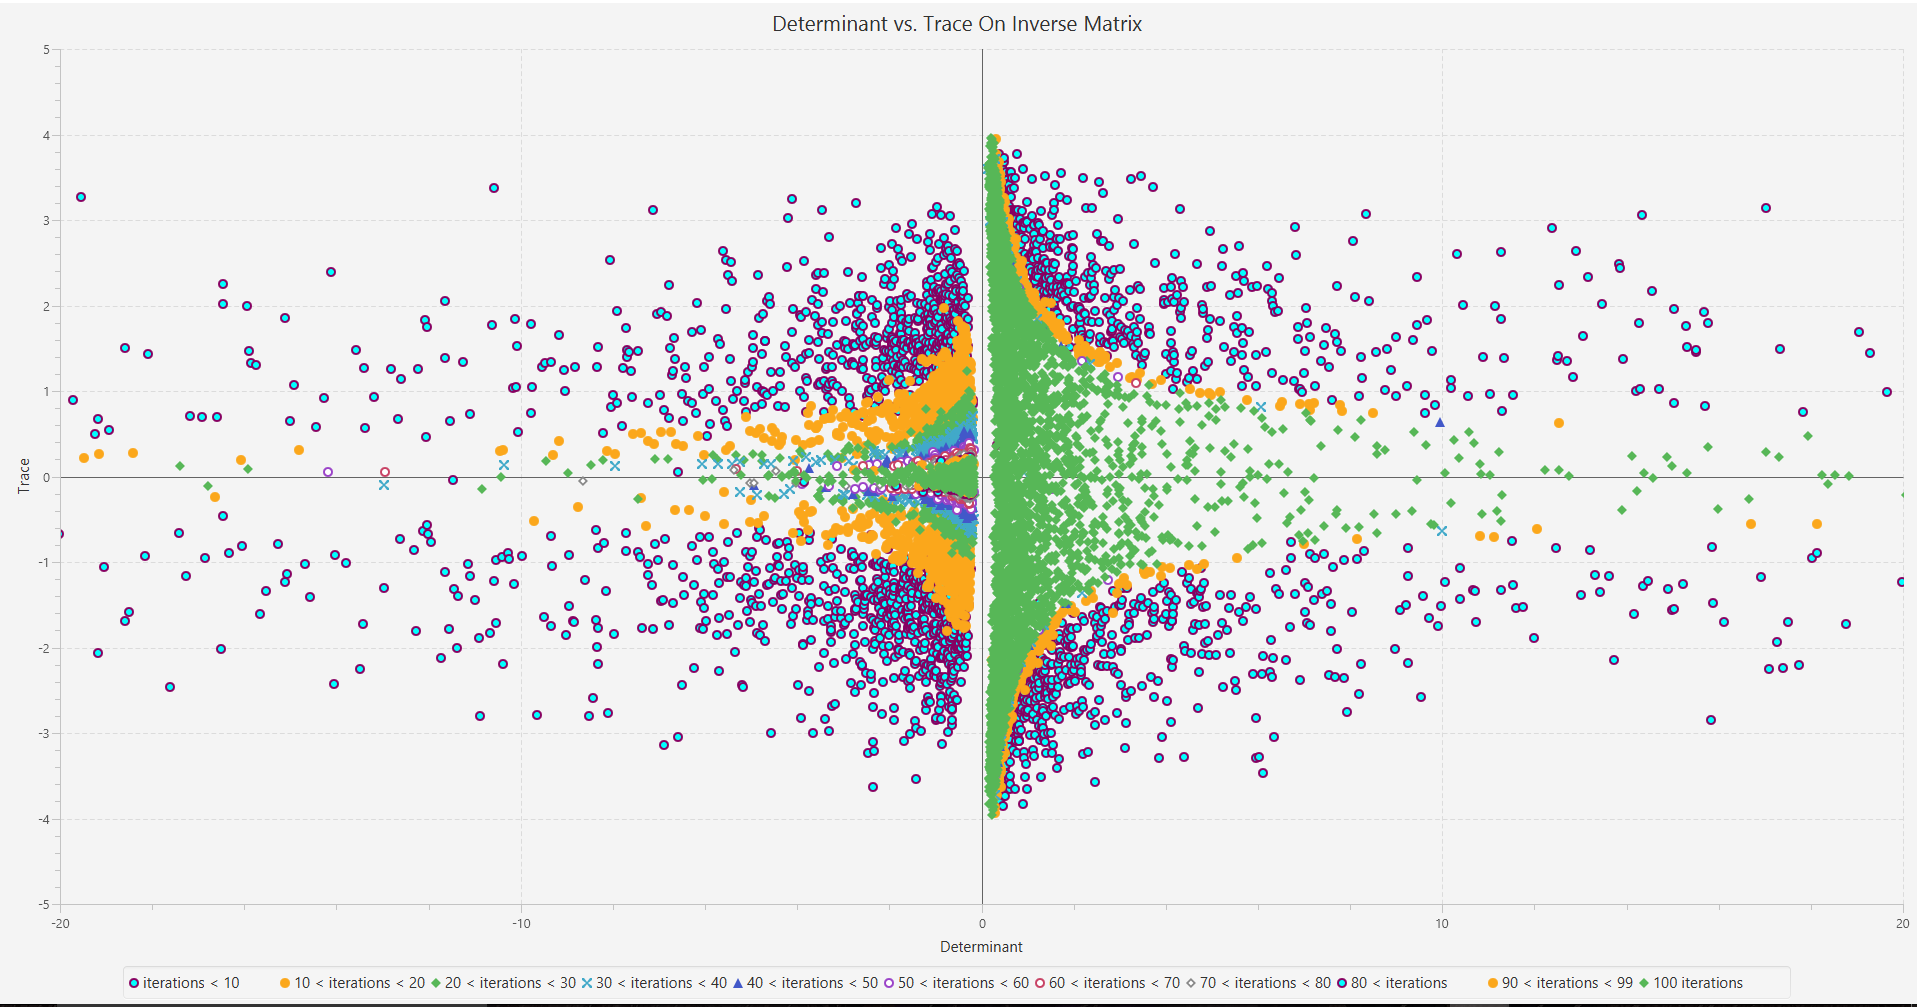 Determinant vs. Trace On Inverse Matrix
5
4
3
2
1
0
-1
-2
-3
-4
-5
Trace
-20 -10 0 10 20
Determinant
iterations < 10 10 < iterations < 20 20 < iterations < 30 30 < iterations < 40 40 < iterations < 50 50 < iterations < 60 60 < iterations < 70 70 < iterations < 80 80 < iterations 90 < iterations < 99 100 iterations